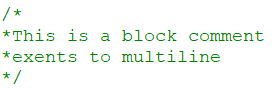 /*
*This is a block comment
*exents to multiline
*/